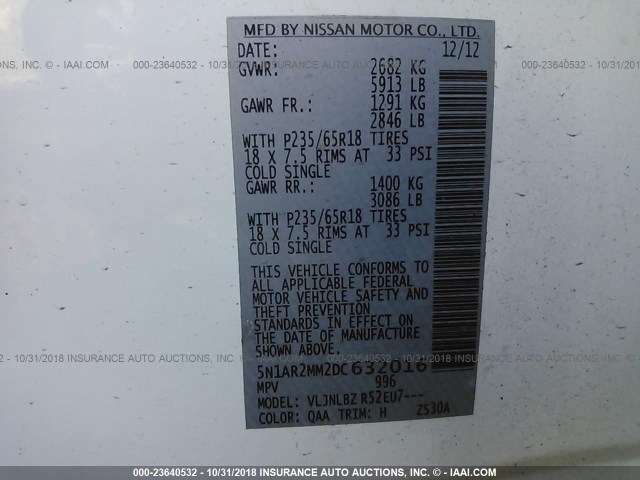 MFD BY NISSAN MOTOR CO., LTD.
DATE: 12/12
GVWR: 2682 KG
5913 LB
GAWR FR.: 1291 KG
2846 LB
WITH P235/65R18 TIRES
18 X 7.5 RIMS AT 33 PSI
COLD SINGLE
GAWR RR.: 1400 KG
3086 LB
WITH P235/65R18 TIRES
18 X 7.5 RIMS AT 33 PSI
COLD SINGLE
THIS VEHICLE CONFORMS TO
ALL APPLICABLE FEDERAL
MOTOR VEHICLE SAFETY AND
THEFT PREVENTION
STANDARDS IN EFFECT ON
THE DATE OF MANUFACTURE
SHOWN ABOVE
5N1AR2MM2DC632016
MPV 996
MODEL: VLJNLBZ R52EU7---
COLOR: QAA TRIM: H 2S30A
000-23640532 - 10/31/2018 INSURANCE AUTO AUCTIONS, INC. - © IAAI.COM